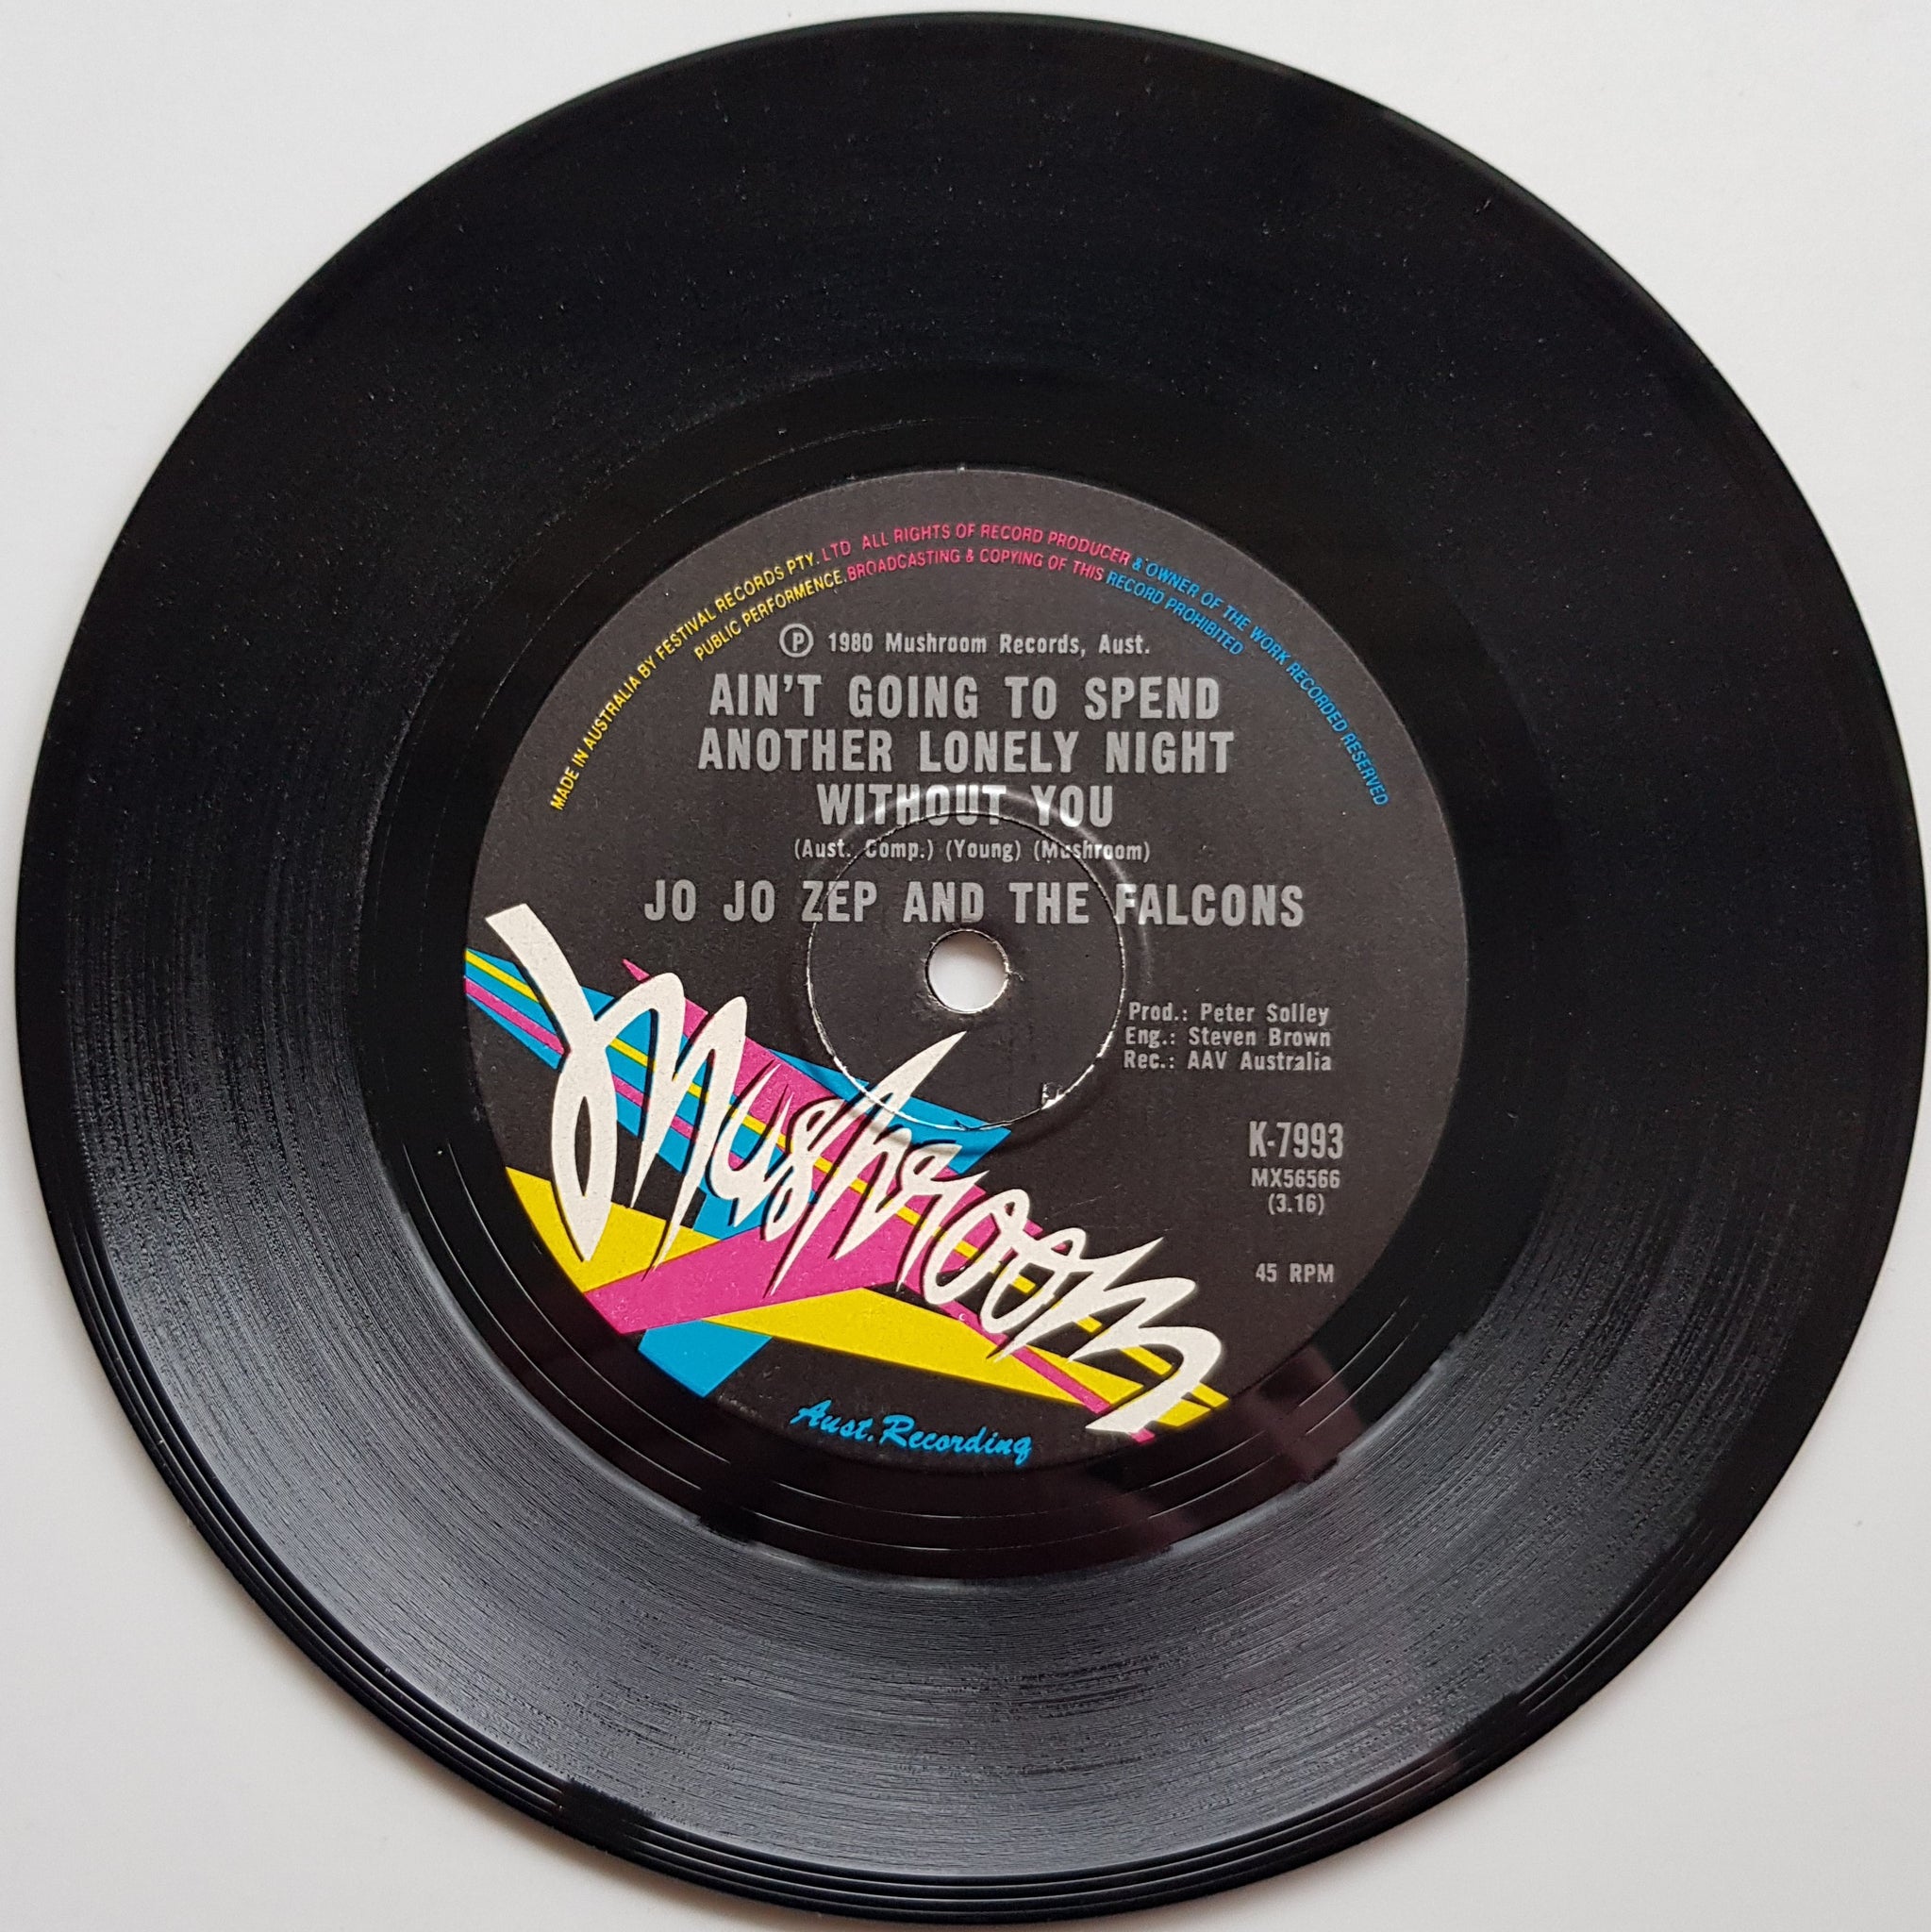 MADE IN AUSTRALIA BY FESTIVAL RECORDS PTY. LTD ALL RIGHTS OF RECORD PRODUCER & OWNER OF THE WORK RECORDED RESERVED
PUBLIC PERFORMENCE. BROADCASTING & COPYING OF THIS RECORD PROHIBITED
Ⓟ 1980 Mushroom Records, Aust.
AIN'T GOING TO SPEND
ANOTHER LONELY NIGHT
WITHOUT YOU
(Aust. Comp.) (Young) (Mushroom)
JO JO ZEP AND THE FALCONS
Prod.: Peter Solley
Eng.: Steven Brown
Rec.: AAV Australia
Mushroom
K-7993
MX56566
(3.16)
45 RPM
Aust. Recording